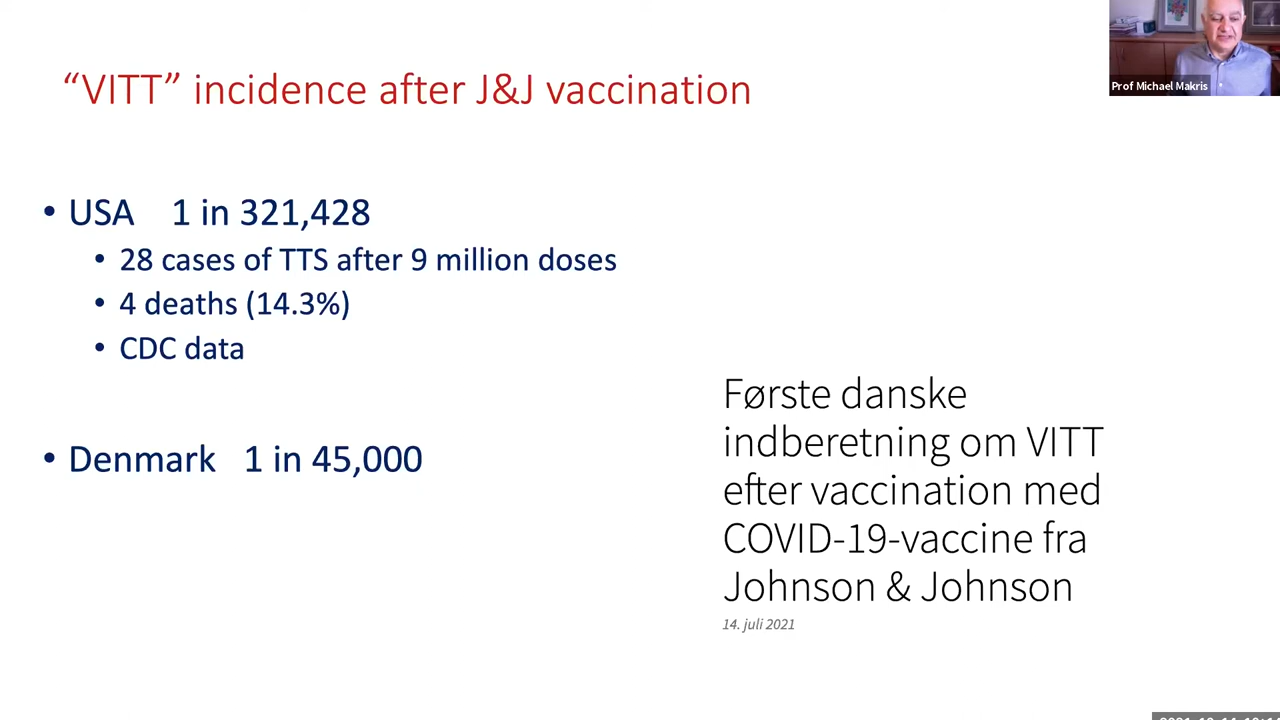 “VITT” incidence after J&J vaccination
Prof Michael Makris
• USA 1 in 321,428
• 28 cases of TTS after 9 million doses
• 4 deaths (14.3%)
• CDC data
• Denmark 1 in 45,000
Første danske
indberetning om VITT
efter vaccination med
COVID-19-vaccine fra
Johnson & Johnson
14. juli 2021